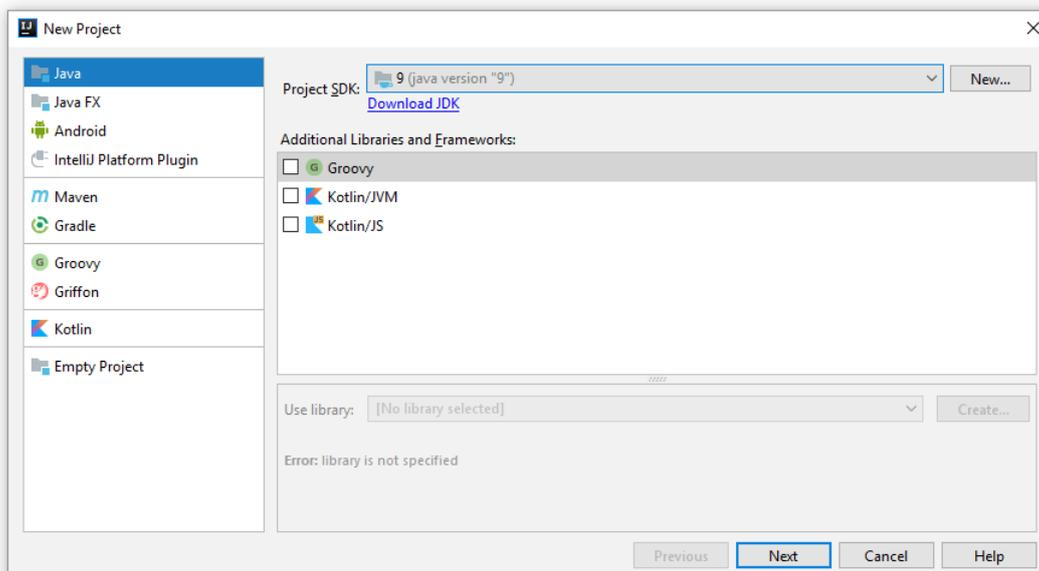 New Project
Java
Java FX
Android
IntelliJ Platform Plugin
Maven
Gradle
Groovy
Griffon
Kotlin
Empty Project
Project SDK: 9 (java version "9") New...
Download JDK
Additional Libraries and Frameworks:
Groovy
Kotlin/JVM
Kotlin/JS
Use library: [No library selected] Create...
Error: library is not specified
Previous Next Cancel Help